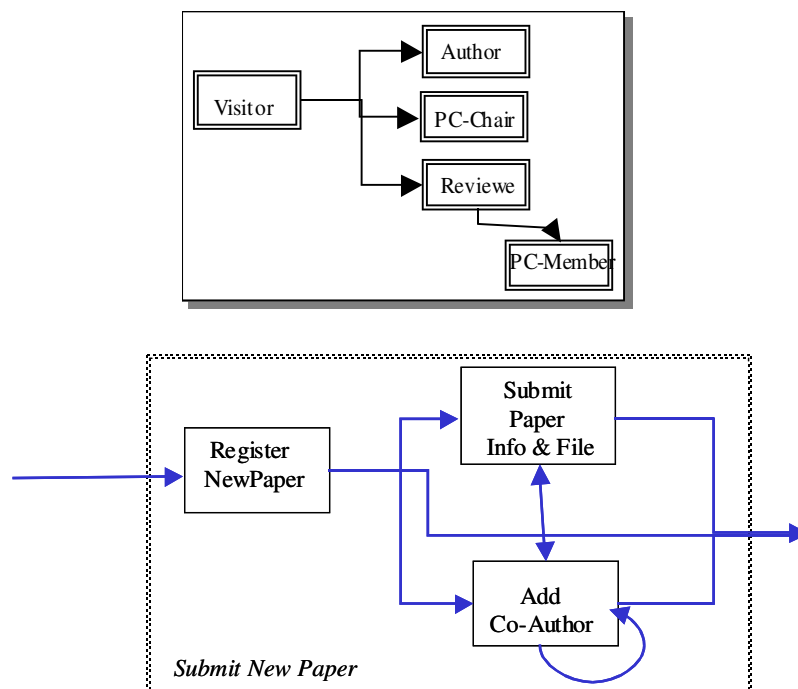 Author
Visitor
PC-Chair
Reviewe
PC-Member
Submit
Paper
Info & File
Register
NewPaper
Add
Co-Author
Submit New Paper